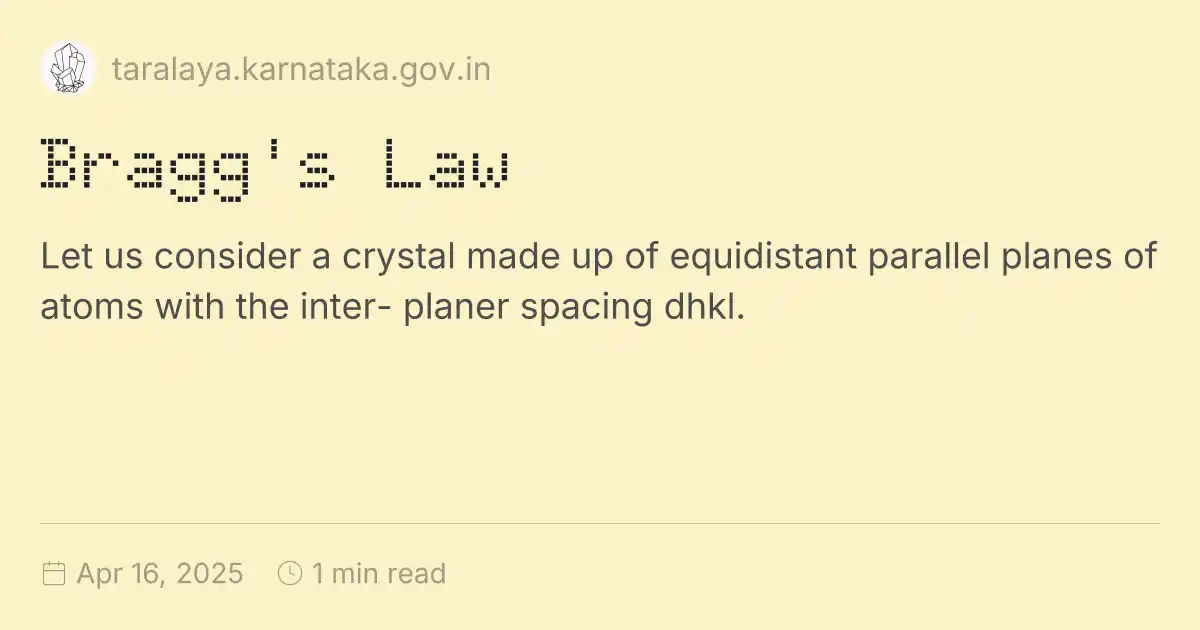 taralaya.karnataka.gov.in
Bragg's Law
Let us consider a crystal made up of equidistant parallel planes of
atoms with the inter- planer spacing dhkl.
Apr 16, 2025 1 min read